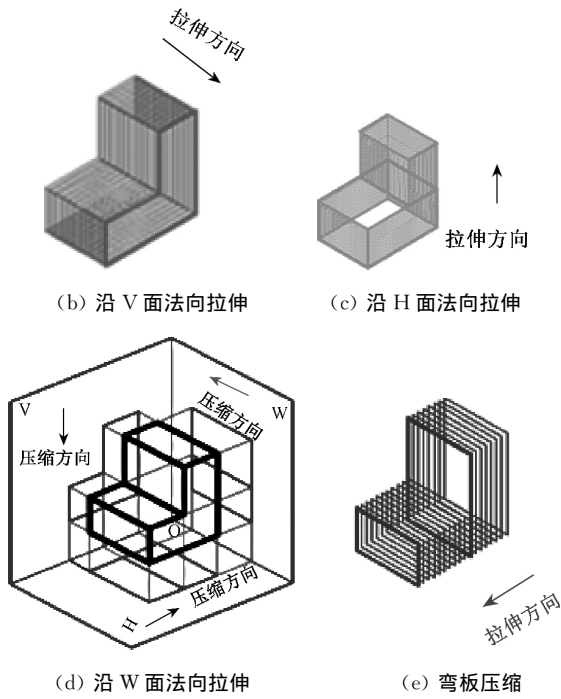 拉伸方向
拉伸方向
(b) 沿 V 面法向拉伸
(c) 沿 H 面法向拉伸
V
W
压缩方向
压缩方向
O
压缩方向
H
拉伸方向
(d) 沿 W 面法向拉伸
(e) 弯板压缩